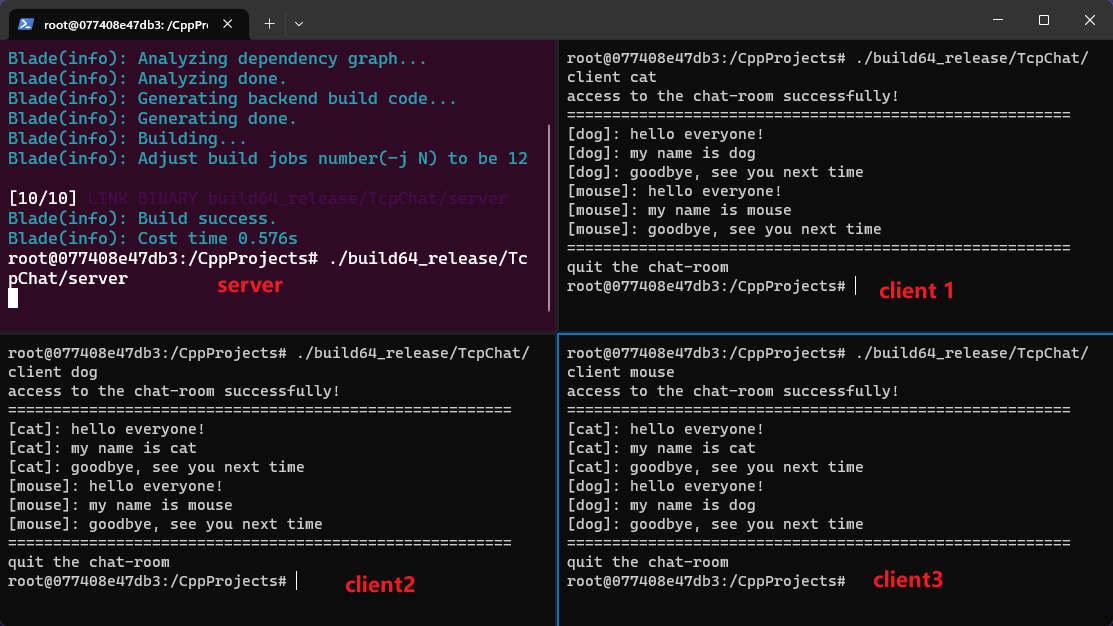 root@077408e47db3: /CppPr
Blade(info): Analyzing dependency graph...
Blade(info): Analyzing done.
Blade(info): Generating backend build code...
Blade(info): Generating done.
Blade(info): Building...
Blade(info): Adjust build jobs number(-j N) to be 12
[10/10] LINK BINARY build64_release/TcpChat/server
Blade(info): Build success.
Blade(info): Cost time 0.576s
root@077408e47db3:/CppProjects# ./build64_release/Tc
pChat/server
server
root@077408e47db3:/CppProjects# ./build64_release/TcpChat/
client cat
access to the chat-room successfully!
========================================================
[dog]: hello everyone!
[dog]: my name is dog
[dog]: goodbye, see you next time
[mouse]: hello everyone!
[mouse]: my name is mouse
[mouse]: goodbye, see you next time
========================================================
quit the chat-room
root@077408e47db3:/CppProjects#
client 1
root@077408e47db3:/CppProjects# ./build64_release/TcpChat/
client dog
access to the chat-room successfully!
========================================================
[cat]: hello everyone!
[cat]: my name is cat
[cat]: goodbye, see you next time
[mouse]: hello everyone!
[mouse]: my name is mouse
[mouse]: goodbye, see you next time
========================================================
quit the chat-room
root@077408e47db3:/CppProjects#
client2
root@077408e47db3:/CppProjects# ./build64_release/TcpChat/
client mouse
access to the chat-room successfully!
========================================================
[cat]: hello everyone!
[cat]: my name is cat
[cat]: goodbye, see you next time
[dog]: hello everyone!
[dog]: my name is dog
[dog]: goodbye, see you next time
========================================================
quit the chat-room
root@077408e47db3:/CppProjects#
client3